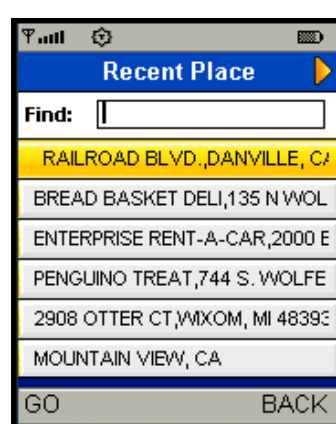 Recent Place
Find:
RAILROAD BLVD.,DANVILLE, CA
BREAD BASKET DELI,135 N WOL
ENTERPRISE RENT-A-CAR,2000 E
PENGUINO TREAT,744 S. WOLFE
2908 OTTER CT,WIXOM, MI 48393
MOUNTAIN VIEW, CA
GO BACK